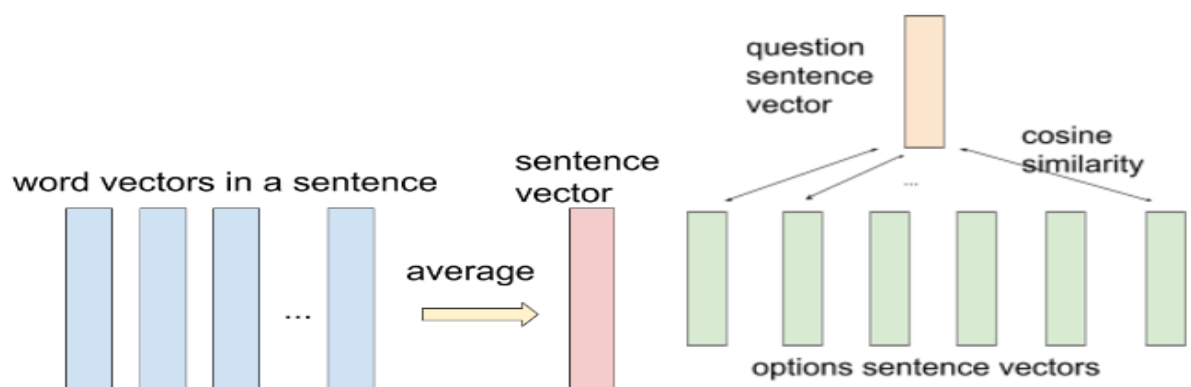 word vectors in a sentence
...
average
sentence
vector
question
sentence
vector
cosine
similarity
...
options sentence vectors